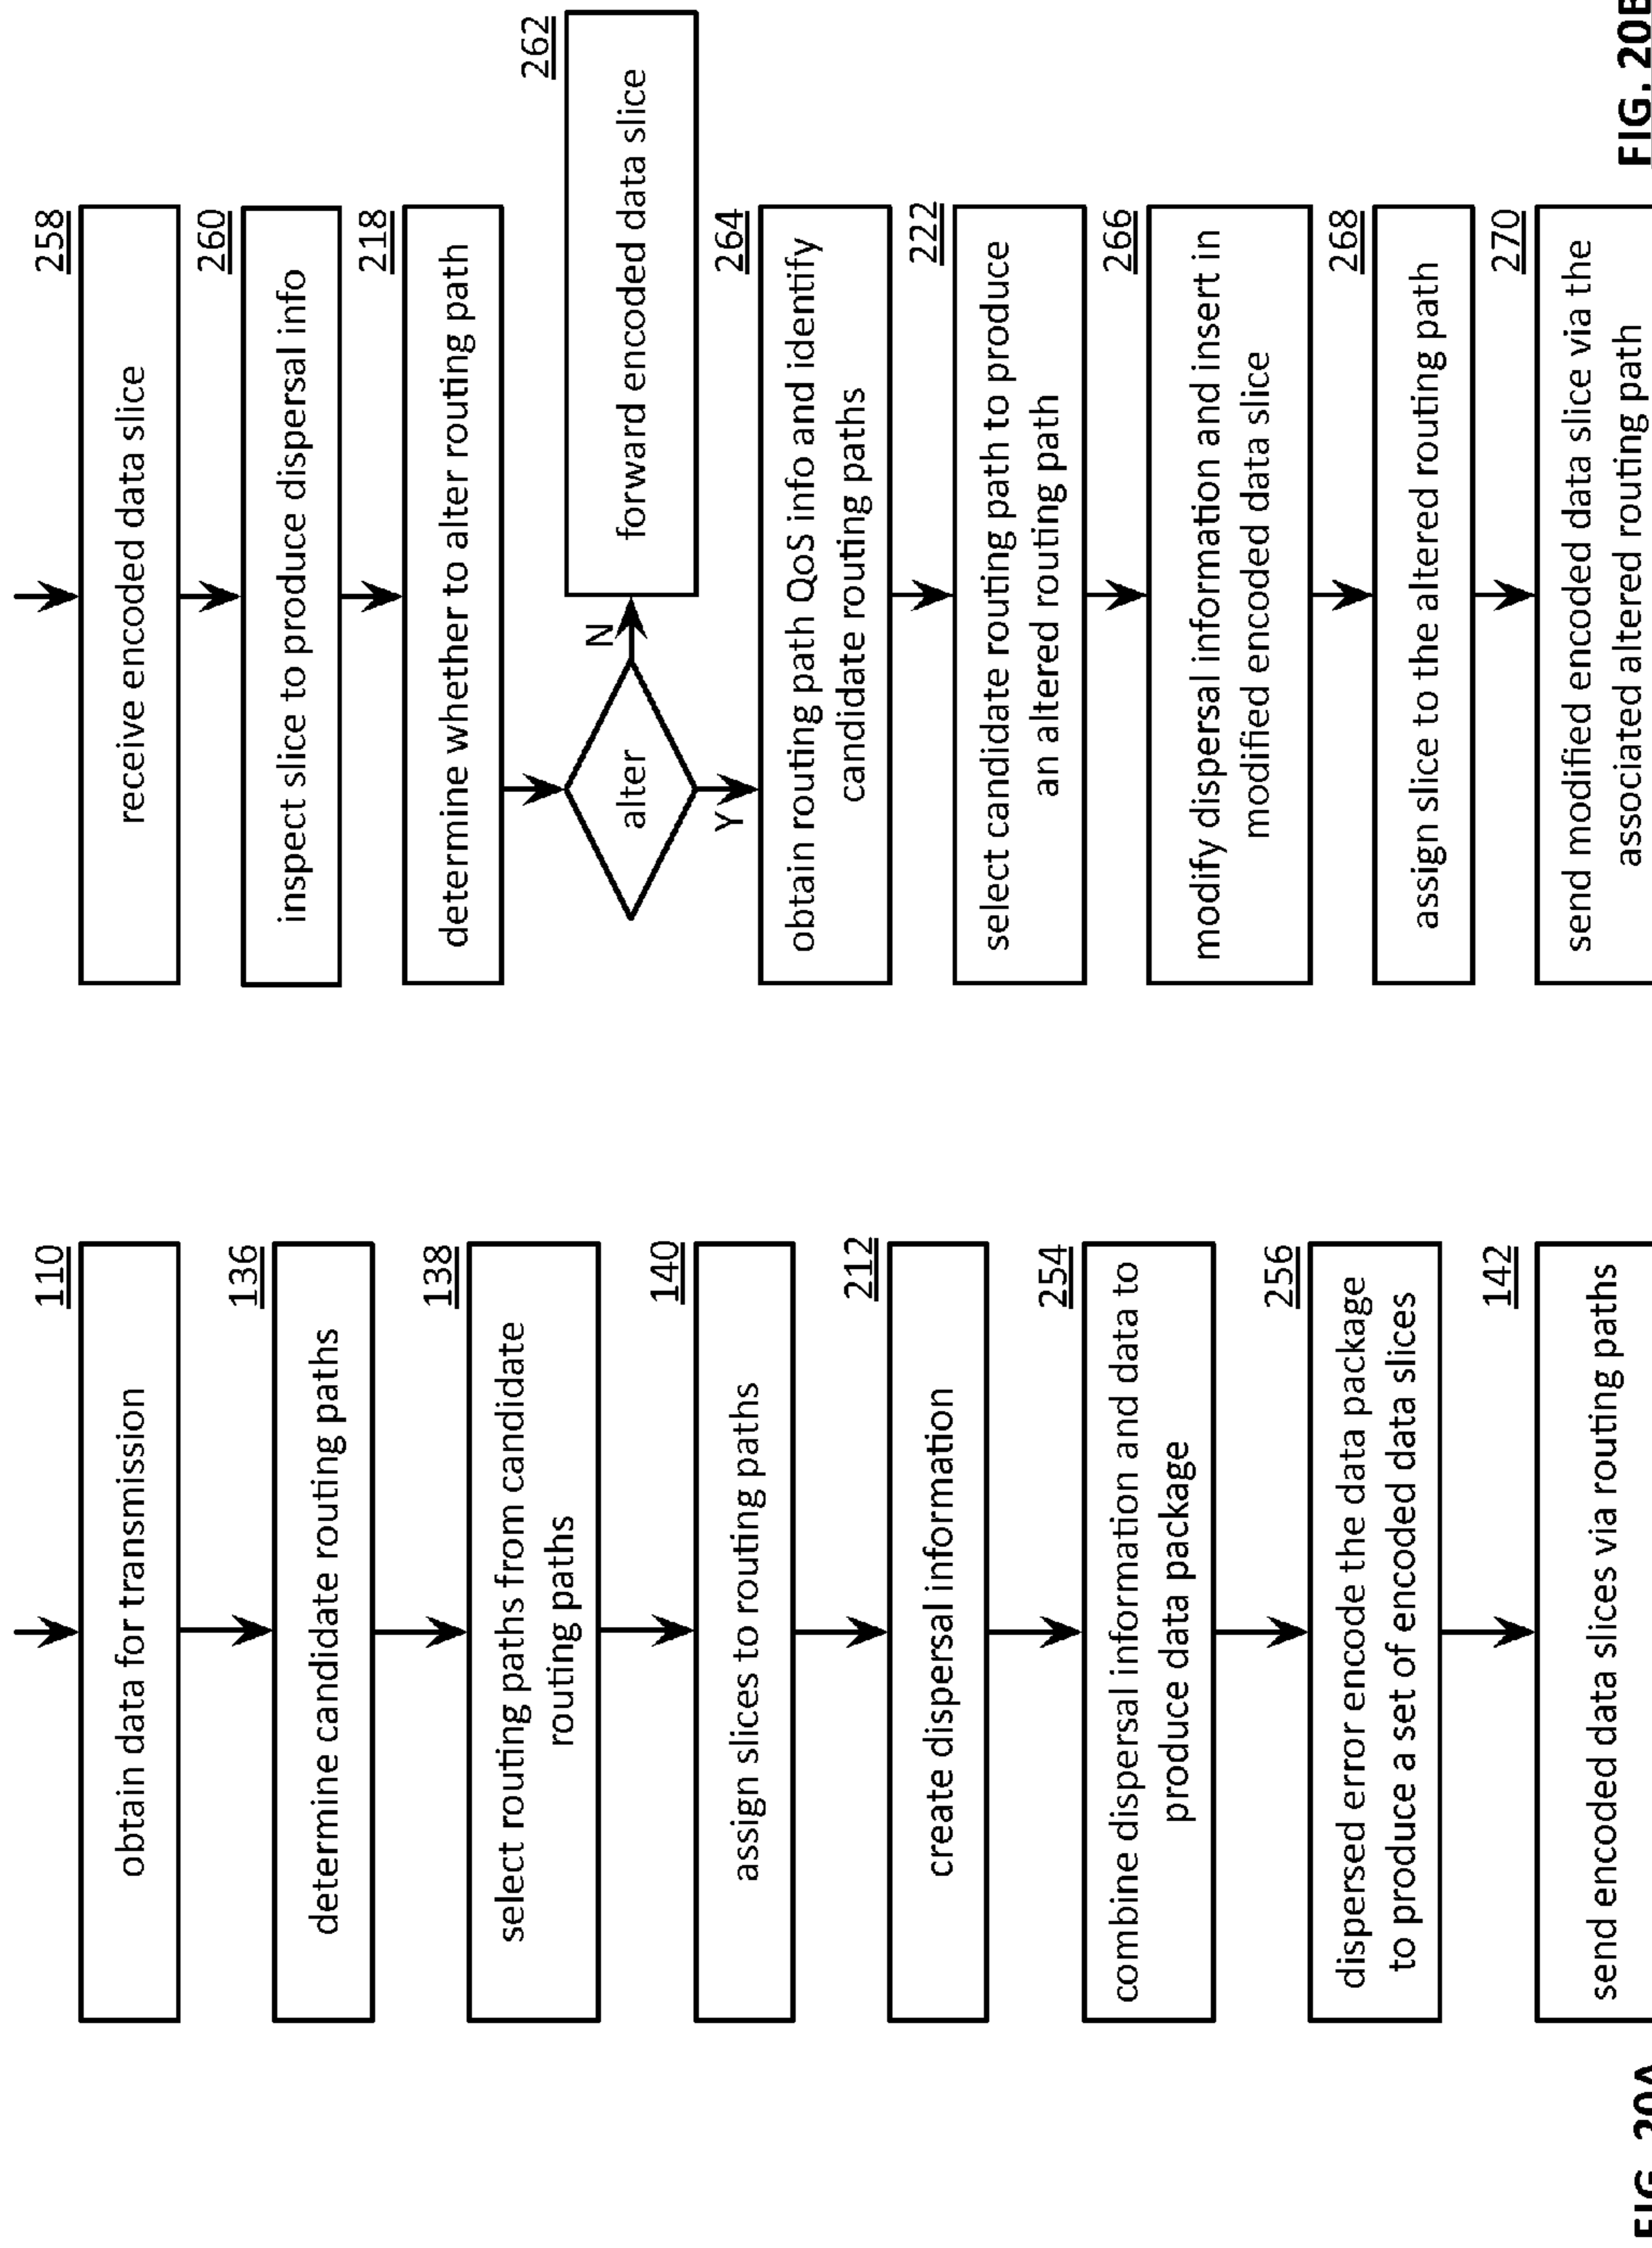 110
obtain data for transmission
136
determine candidate routing paths
138
select routing paths from candidate
routing paths
140
assign slices to routing paths
212
create dispersal information
254
combine dispersal information and data to
produce data package
256
dispersed error encode the data package
to produce a set of encoded data slices
142
send encoded data slices via routing paths
FIG. 20A
258
receive encoded data slice
260
inspect slice to produce dispersal info
218
determine whether to alter routing path
alter
N
262
forward encoded data slice
Y
264
obtain routing path QoS info and identify
candidate routing paths
222
select candidate routing path to produce
an altered routing path
266
modify dispersal information and insert in
modified encoded data slice
268
assign slice to the altered routing path
270
send modified encoded data slice via the
associated altered routing path
FIG. 20B